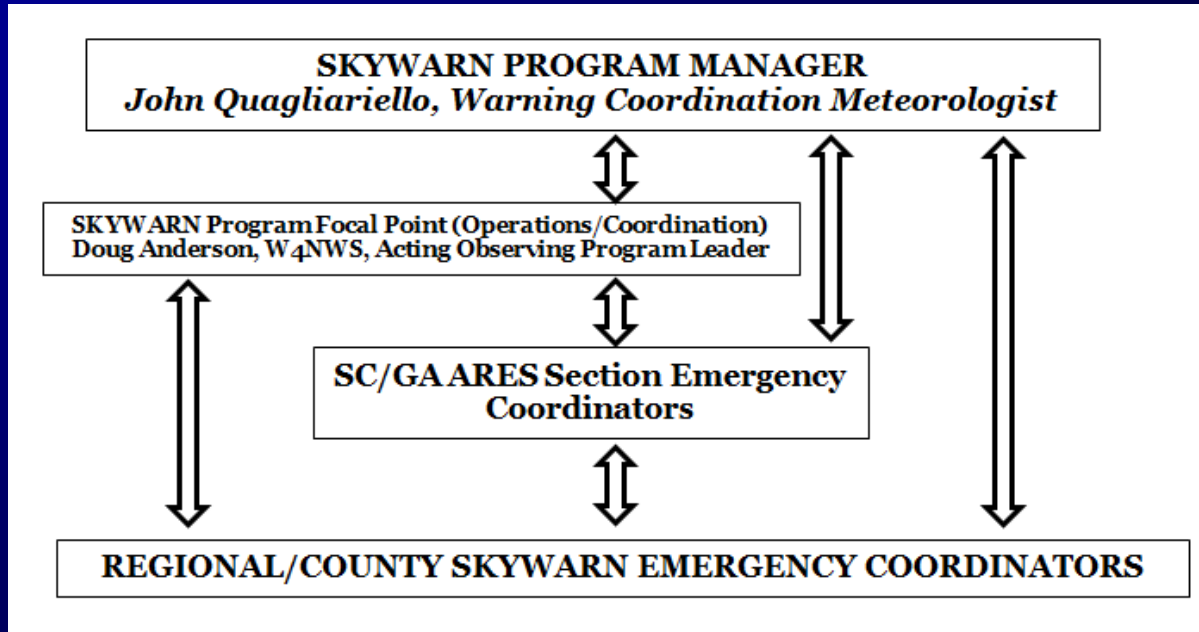 SKYWARN PROGRAM MANAGER
John Quagliariello, Warning Coordination Meteorologist
SKYWARN Program Focal Point (Operations/Coordination)
Doug Anderson, W4NWS, Acting Observing Program Leader
SC/GA ARES Section Emergency
Coordinators
REGIONAL/COUNTY SKYWARN EMERGENCY COORDINATORS